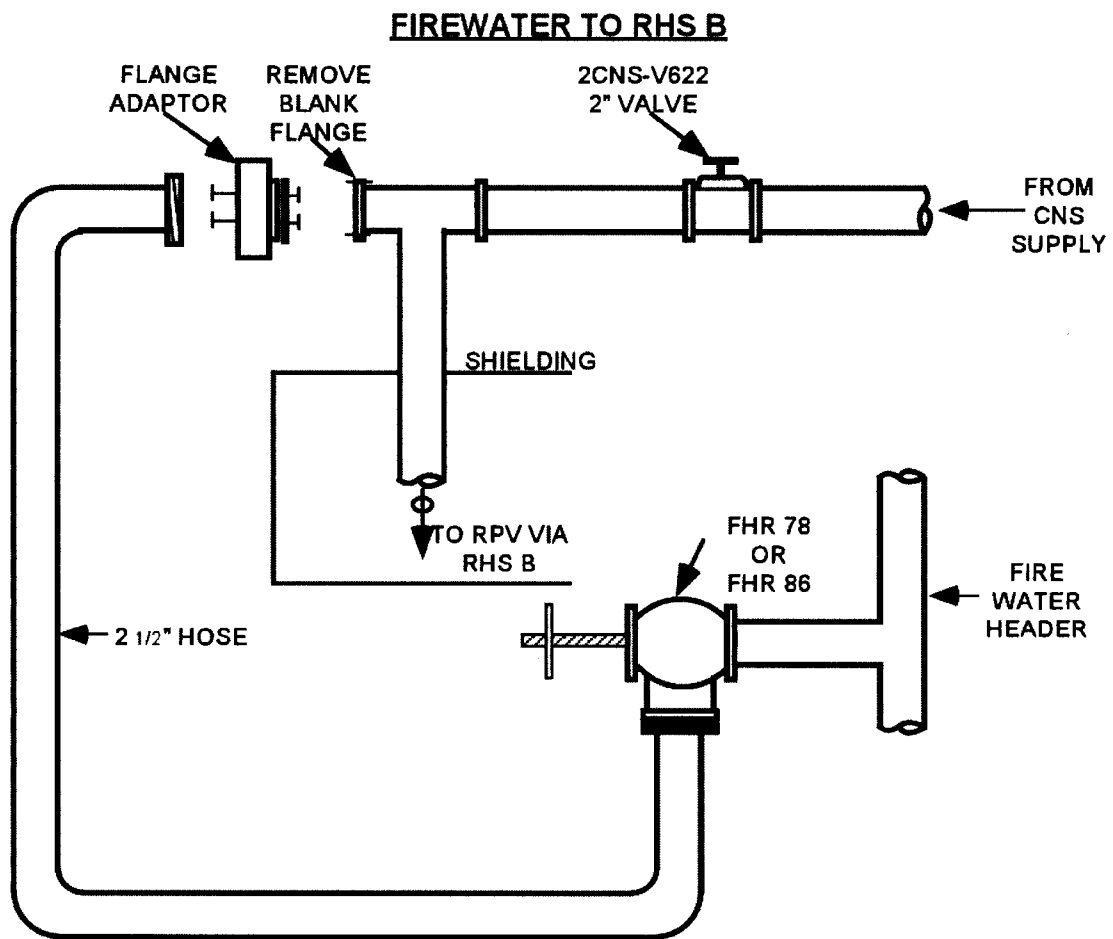 FIREWATER TO RHS B
FLANGE
ADAPTOR
REMOVE
BLANK
FLANGE
2CNS-V622
2" VALVE
FROM
CNS
SUPPLY
SHIELDING
TO RPV VIA
RHS B
FHR 78
OR
FHR 86
FIRE
WATER
HEADER
2 1/2" HOSE